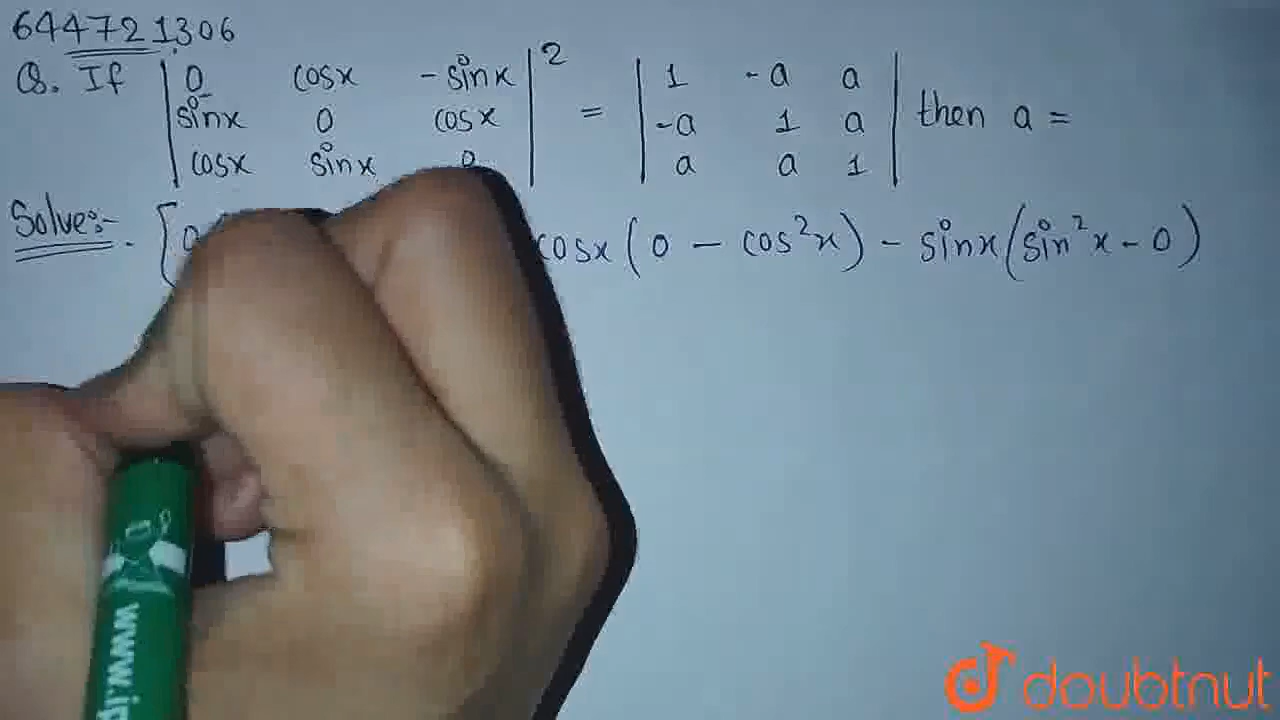 644721306
Q. If | 0 cosx - sinx |² = | 1 -a a | then a =
| sinx 0 cosx | | -a 1 a |
| cosx sinx 0 | | a a 1 |
Solve:- [0 cosx (0 - cos²x) - sinx (sin²x - 0)
www.ip
doubtnut